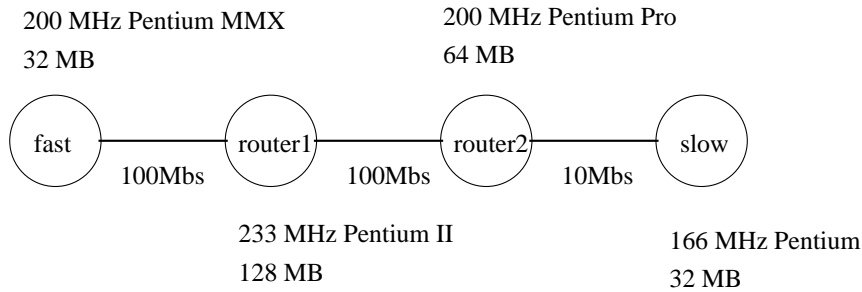 200 MHz Pentium MMX
32 MB
200 MHz Pentium Pro
64 MB
fast
router1
router2
slow
100Mbs
100Mbs
10Mbs
233 MHz Pentium II
128 MB
166 MHz Pentium
32 MB